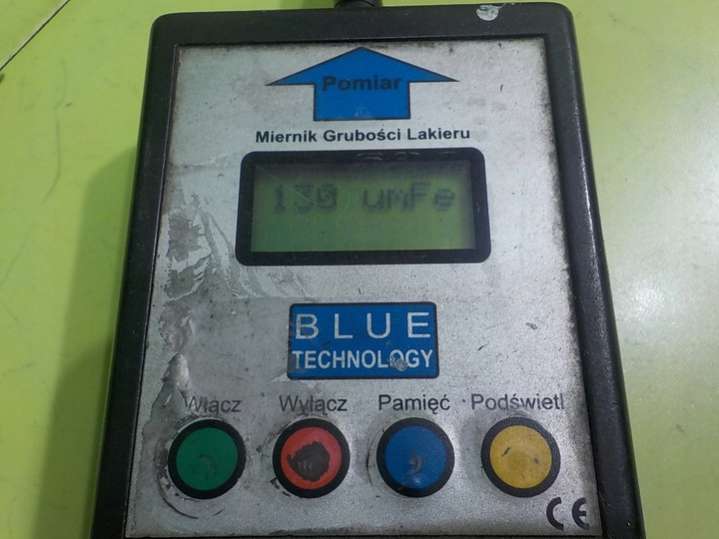 Pomiar
Miernik Grubości Lakieru
130 umFe
BLUE
TECHNOLOGY
Włącz Wyłącz Pamięć Podświetl
CE